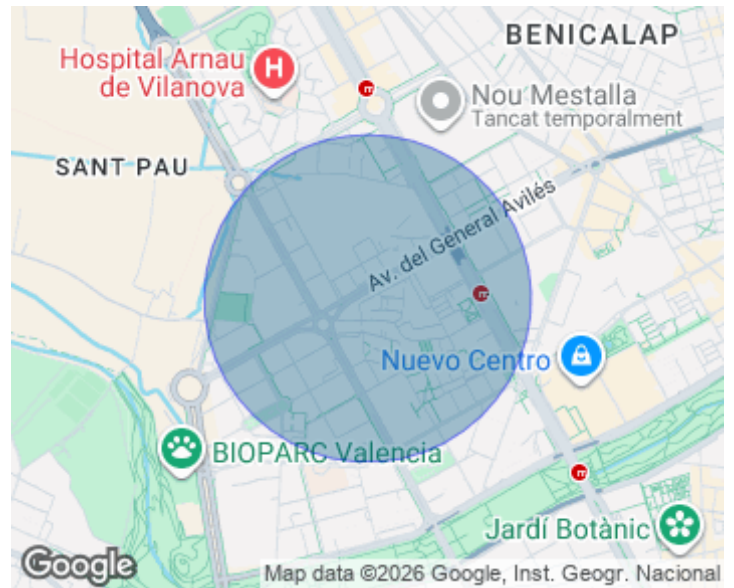 BENICALAP
Hospital Arnau
de Vilanova
H
Nou Mestalla
Tancat temporalment
SANT PAU
Av. del General Avilés
Nuevo Centro
BIOPARC Valencia
Jardí Botànic
Google
Map data ©2026 Google, Inst. Geogr. Nacional